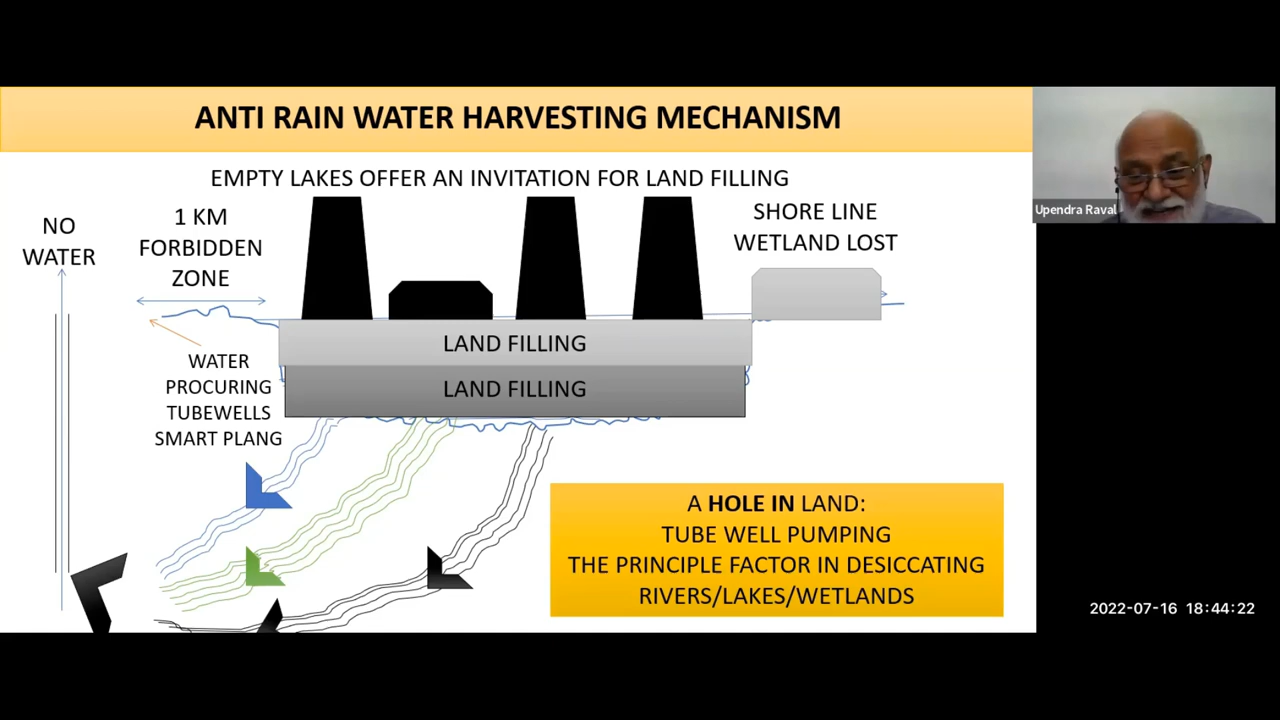 ANTI RAIN WATER HARVESTING MECHANISM
EMPTY LAKES OFFER AN INVITATION FOR LAND FILLING
NO
WATER
1 KM
FORBIDDEN
ZONE
SHORE LINE
WETLAND LOST
LAND FILLING
LAND FILLING
WATER
PROCURING
TUBEWELLS
SMART PLANG
A HOLE IN LAND:
TUBE WELL PUMPING
THE PRINCIPLE FACTOR IN DESICCATING
RIVERS/LAKES/WETLANDS
Upendra Raval
2022-07-16 18:44:22